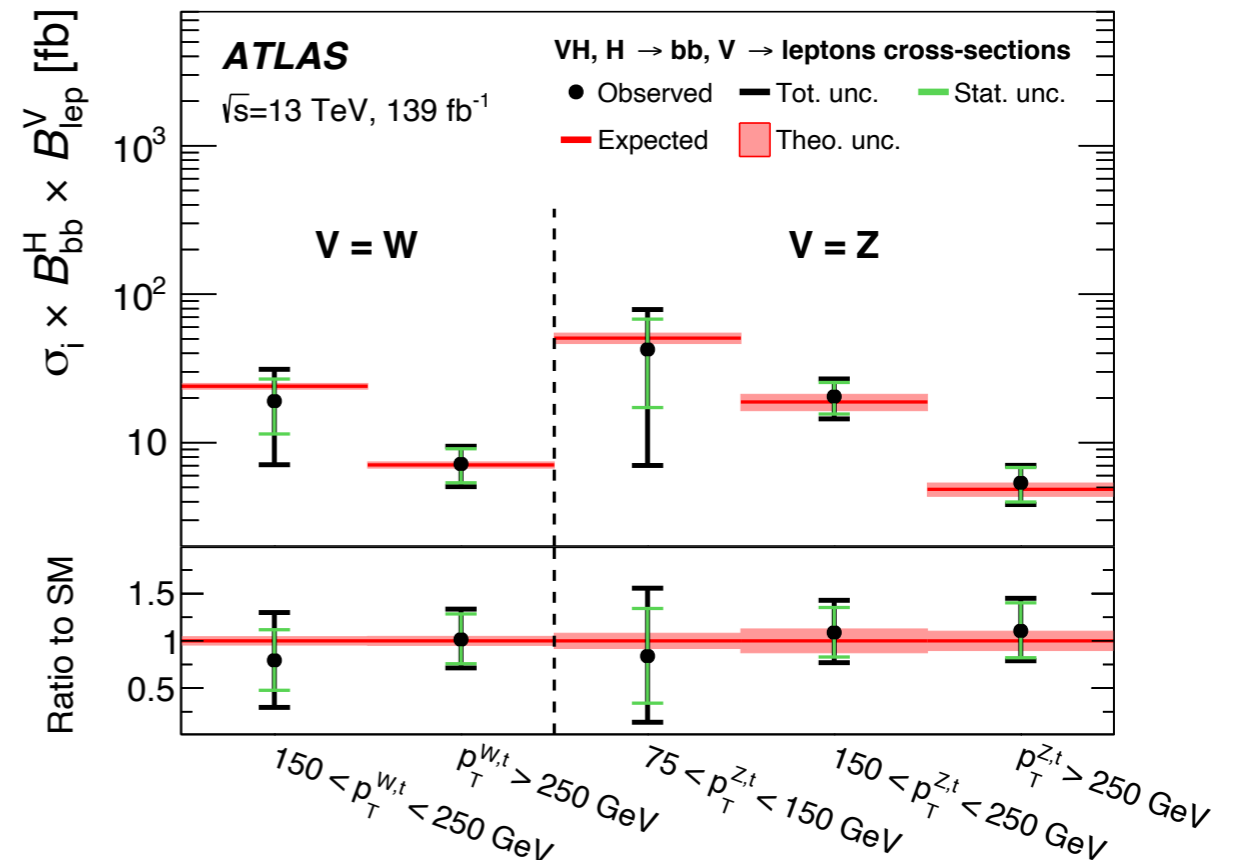 σᵢ × Bᴴbb × Bⱽlep [fb]
ATLAS
√s=13 TeV, 139 fb⁻¹
VH, H → bb, V → leptons cross-sections
Observed Tot. unc. Stat. unc.
Expected Theo. unc.
10³
V = W V = Z
10²
10
Ratio to SM
1.5
1
0.5
150 < p_T^{W,t} < 250 GeV
p_T^{W,t} > 250 GeV
75 < p_T^{Z,t} < 150 GeV
150 < p_T^{Z,t} < 250 GeV
p_T^{Z,t} > 250 GeV